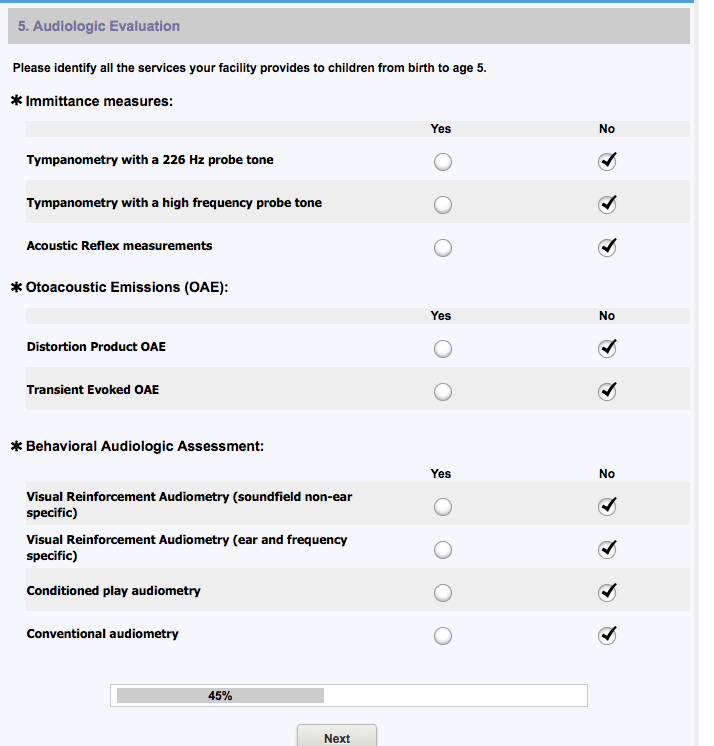 5. Audiologic Evaluation
Please identify all the services your facility provides to children from birth to age 5.
✱ Immittance measures:
Yes No
Tympanometry with a 226 Hz probe tone
Tympanometry with a high frequency probe tone
Acoustic Reflex measurements
✱ Otoacoustic Emissions (OAE):
Yes No
Distortion Product OAE
Transient Evoked OAE
✱ Behavioral Audiologic Assessment:
Yes No
Visual Reinforcement Audiometry (soundfield non-ear
specific)
Visual Reinforcement Audiometry (ear and frequency
specific)
Conditioned play audiometry
Conventional audiometry
45%
Next